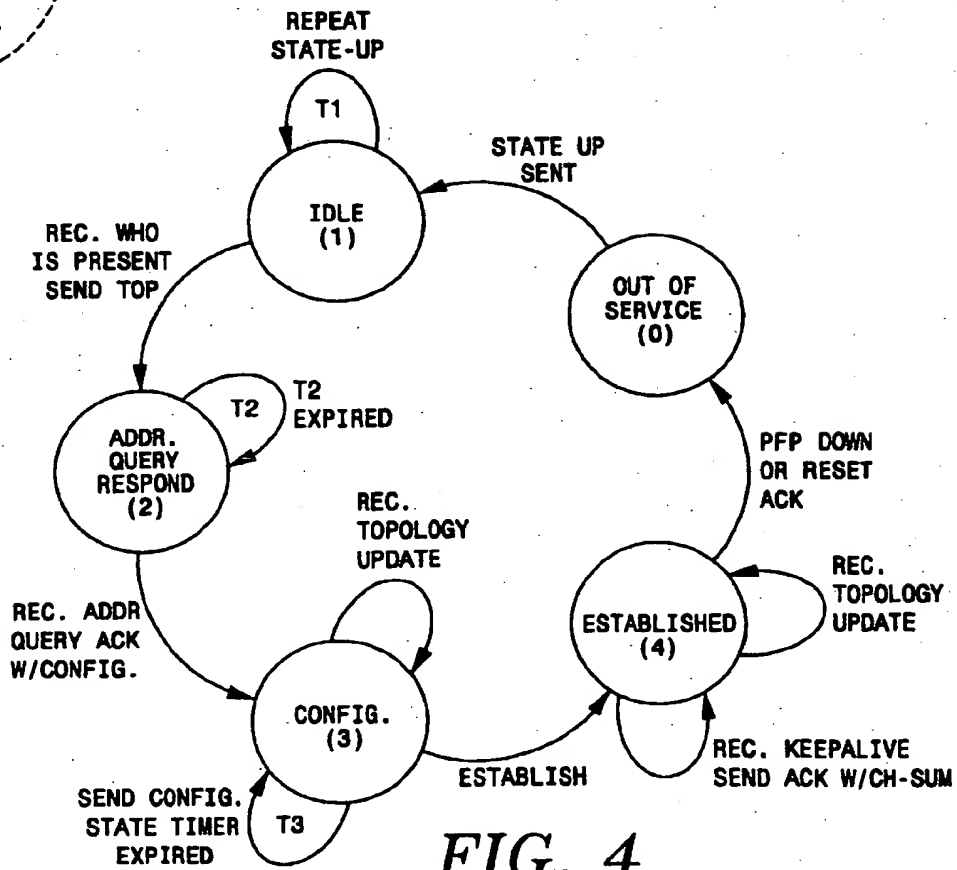 REPEAT
STATE-UP
T1
STATE UP
SENT
IDLE
(1)
REC. WHO
IS PRESENT
SEND TOP
OUT OF
SERVICE
(0)
T2
T2
EXPIRED
ADDR.
QUERY
RESPOND
(2)
PFP DOWN
OR RESET
ACK
REC.
TOPOLOGY
UPDATE
REC.
TOPOLOGY
UPDATE
ESTABLISHED
(4)
REC. ADDR
QUERY ACK
W/CONFIG.
CONFIG.
(3)
ESTABLISH
REC. KEEPALIVE
SEND ACK W/CH-SUM
SEND CONFIG.
STATE TIMER
EXPIRED
T3
FIG. 4